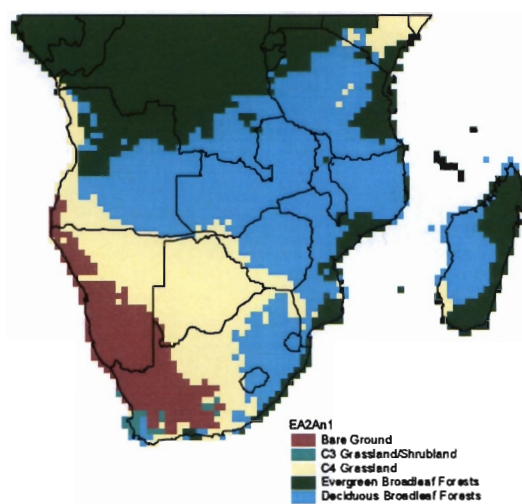 EA2An1
Bare Ground
C3 Grassland/Shrubland
C4 Grassland
Evergreen Broadleaf Forests
Deciduous Broadleaf Forests